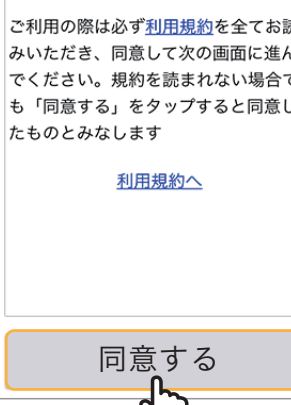 ご利用の際は必ず利用規約を全てお読
みいただき、同意して次の画面に進ん
でください。規約を読まれない場合で
も「同意する」をタップすると同意し
たものとみなします
利用規約へ
同意する